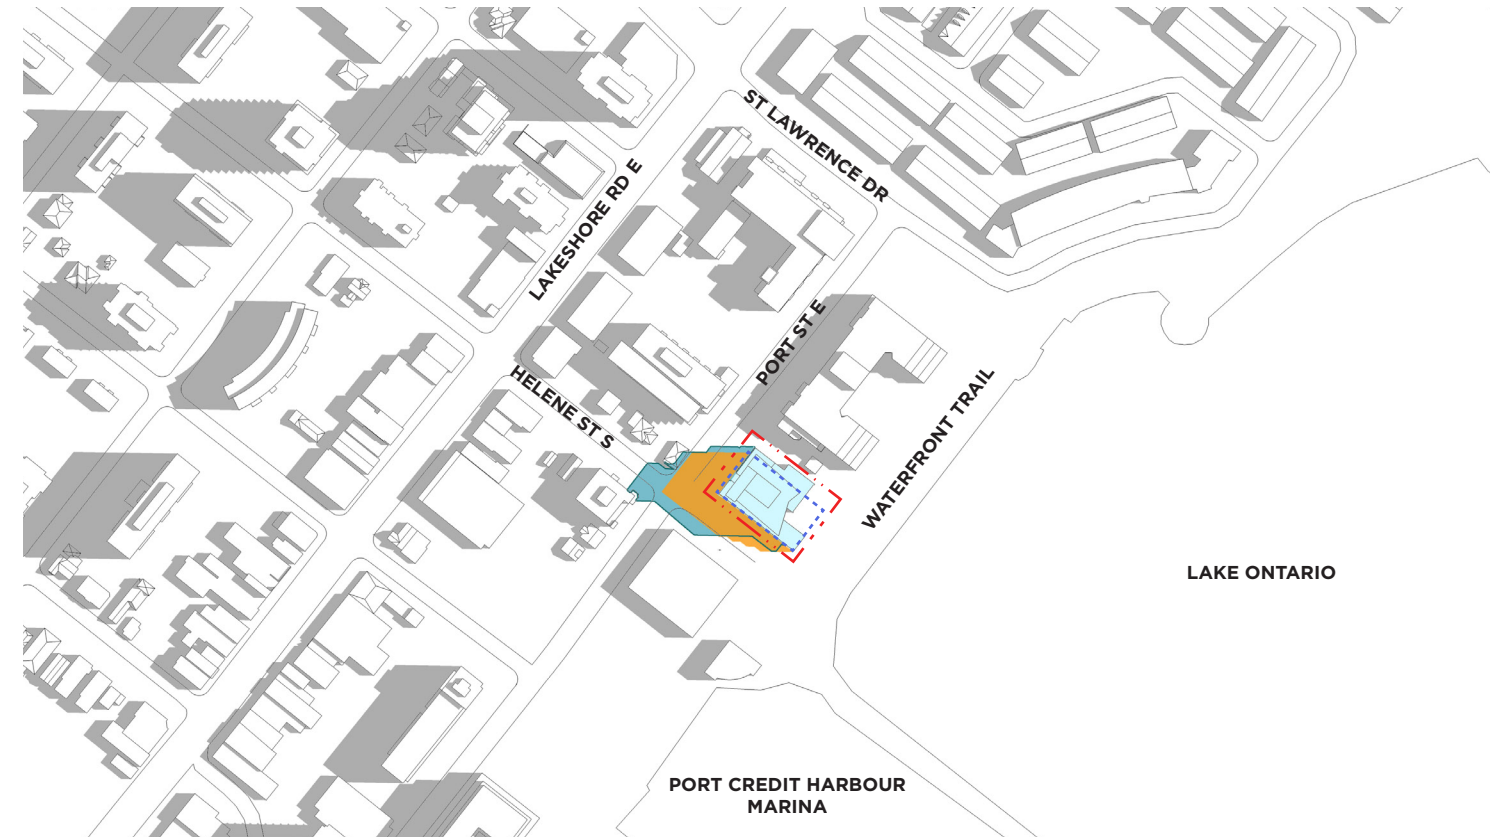 ST LAWRENCE DR
LAKESHORE RD E
PORT ST E
HELENE ST S
WATERFRONT TRAIL
LAKE ONTARIO
PORT CREDIT HARBOUR
MARINA